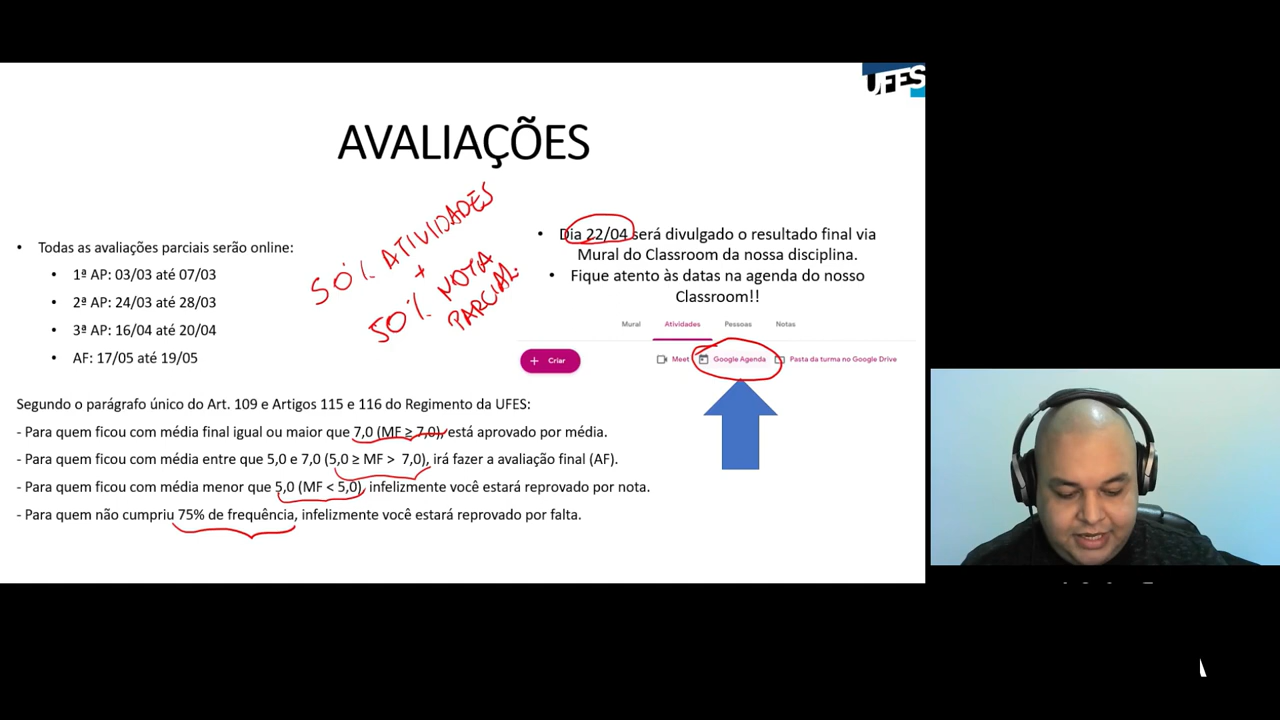 UFES
AVALIAÇÕES
• Todas as avaliações parciais serão online:
• 1ª AP: 03/03 até 07/03
• 2ª AP: 24/03 até 28/03
• 3ª AP: 16/04 até 20/04
• AF: 17/05 até 19/05
50% ATIVIDADES
+
50% NOTA
PARCIAL.
• Dia 22/04 será divulgado o resultado final via
Mural do Classroom da nossa disciplina.
• Fique atento às datas na agenda do nosso
Classroom!!
Mural Atividades Pessoas Notas
+ Criar Meet Google Agenda Pasta da turma no Google Drive
Segundo o parágrafo único do Art. 109 e Artigos 115 e 116 do Regimento da UFES:
- Para quem ficou com média final igual ou maior que 7,0 (MF ≥ 7,0), está aprovado por média.
- Para quem ficou com média entre que 5,0 e 7,0 (5,0 ≥ MF > 7,0), irá fazer a avaliação final (AF).
- Para quem ficou com média menor que 5,0 (MF < 5,0), infelizmente você estará reprovado por nota.
- Para quem não cumpriu 75% de frequência, infelizmente você estará reprovado por falta.